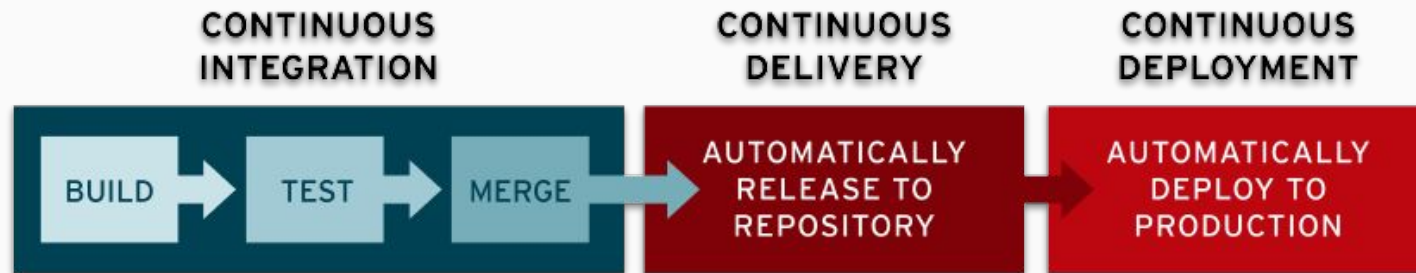 CONTINUOUS
INTEGRATION
CONTINUOUS
DELIVERY
CONTINUOUS
DEPLOYMENT
BUILD
TEST
MERGE
AUTOMATICALLY
RELEASE TO
REPOSITORY
AUTOMATICALLY
DEPLOY TO
PRODUCTION